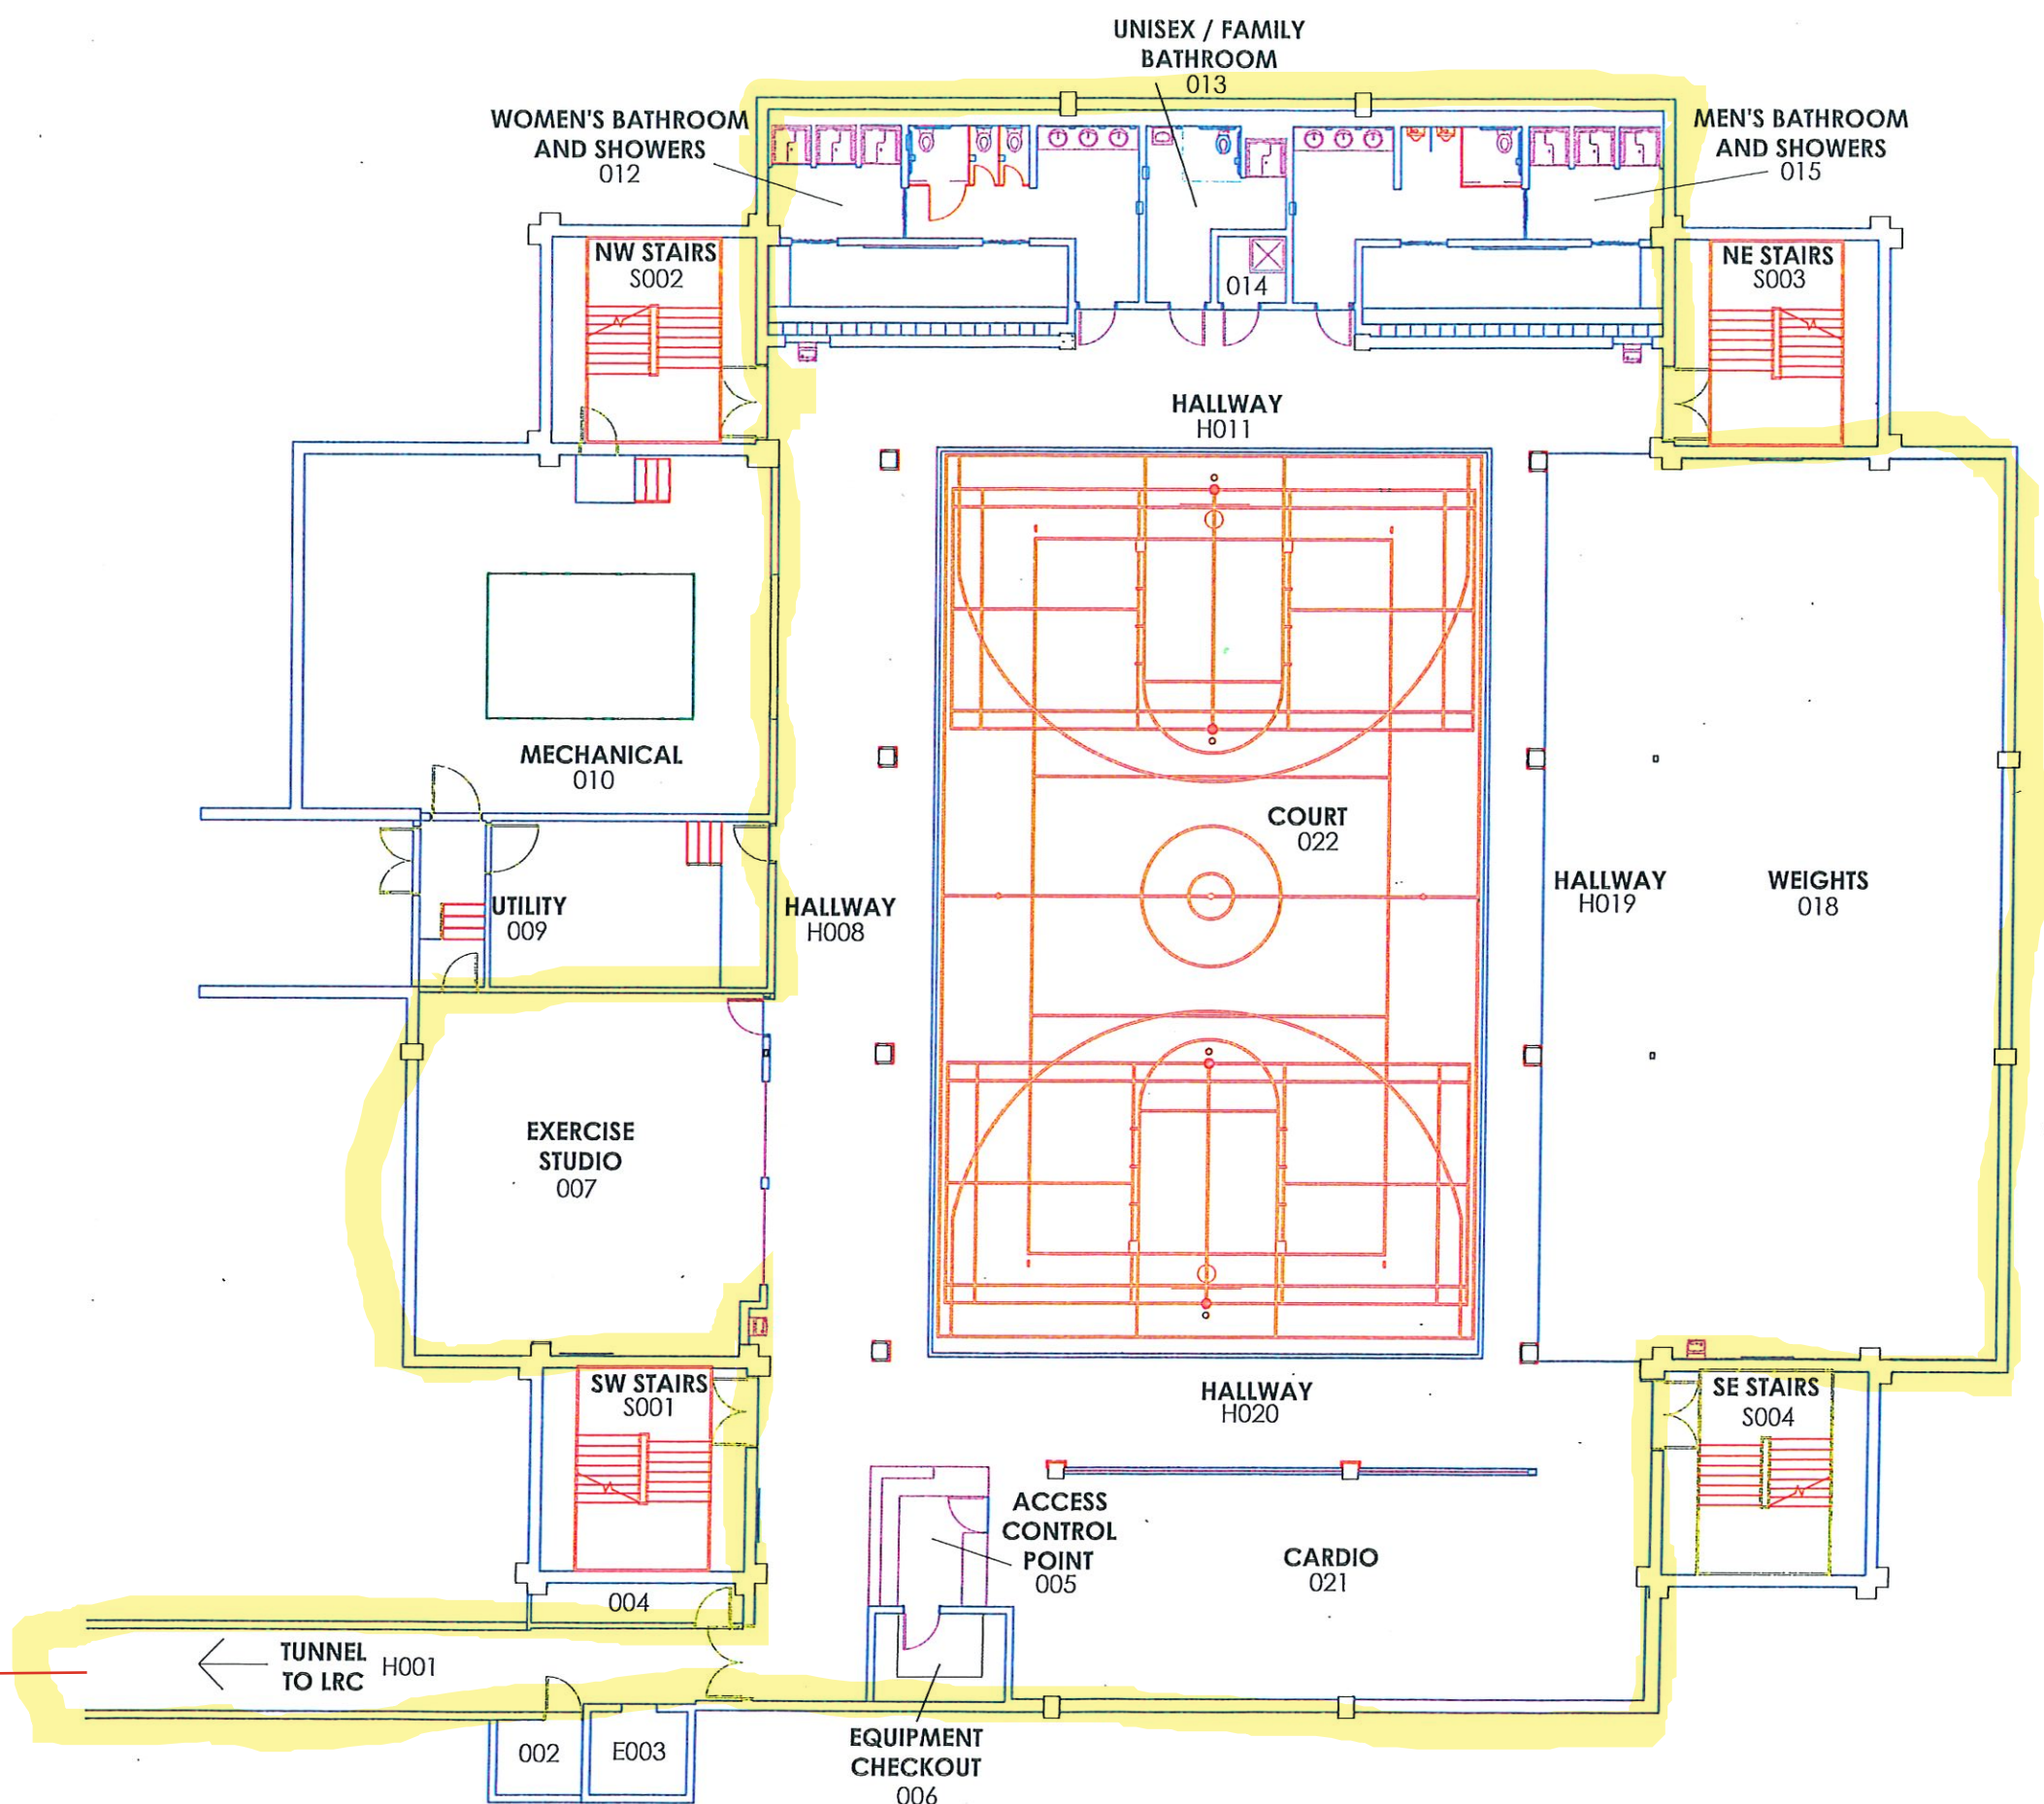 UNISEX / FAMILY
BATHROOM
013
WOMEN'S BATHROOM
AND SHOWERS
012
MEN'S BATHROOM
AND SHOWERS
015
NW STAIRS
S002
014
NE STAIRS
S003
HALLWAY
H011
MECHANICAL
010
COURT
022
UTILITY
009
HALLWAY
H008
HALLWAY
H019
WEIGHTS
018
EXERCISE
STUDIO
007
SW STAIRS
S001
HALLWAY
H020
SE STAIRS
S004
ACCESS
CONTROL
POINT
005
CARDIO
021
004
TUNNEL
TO LRC
H001
002
E003
EQUIPMENT
CHECKOUT
006